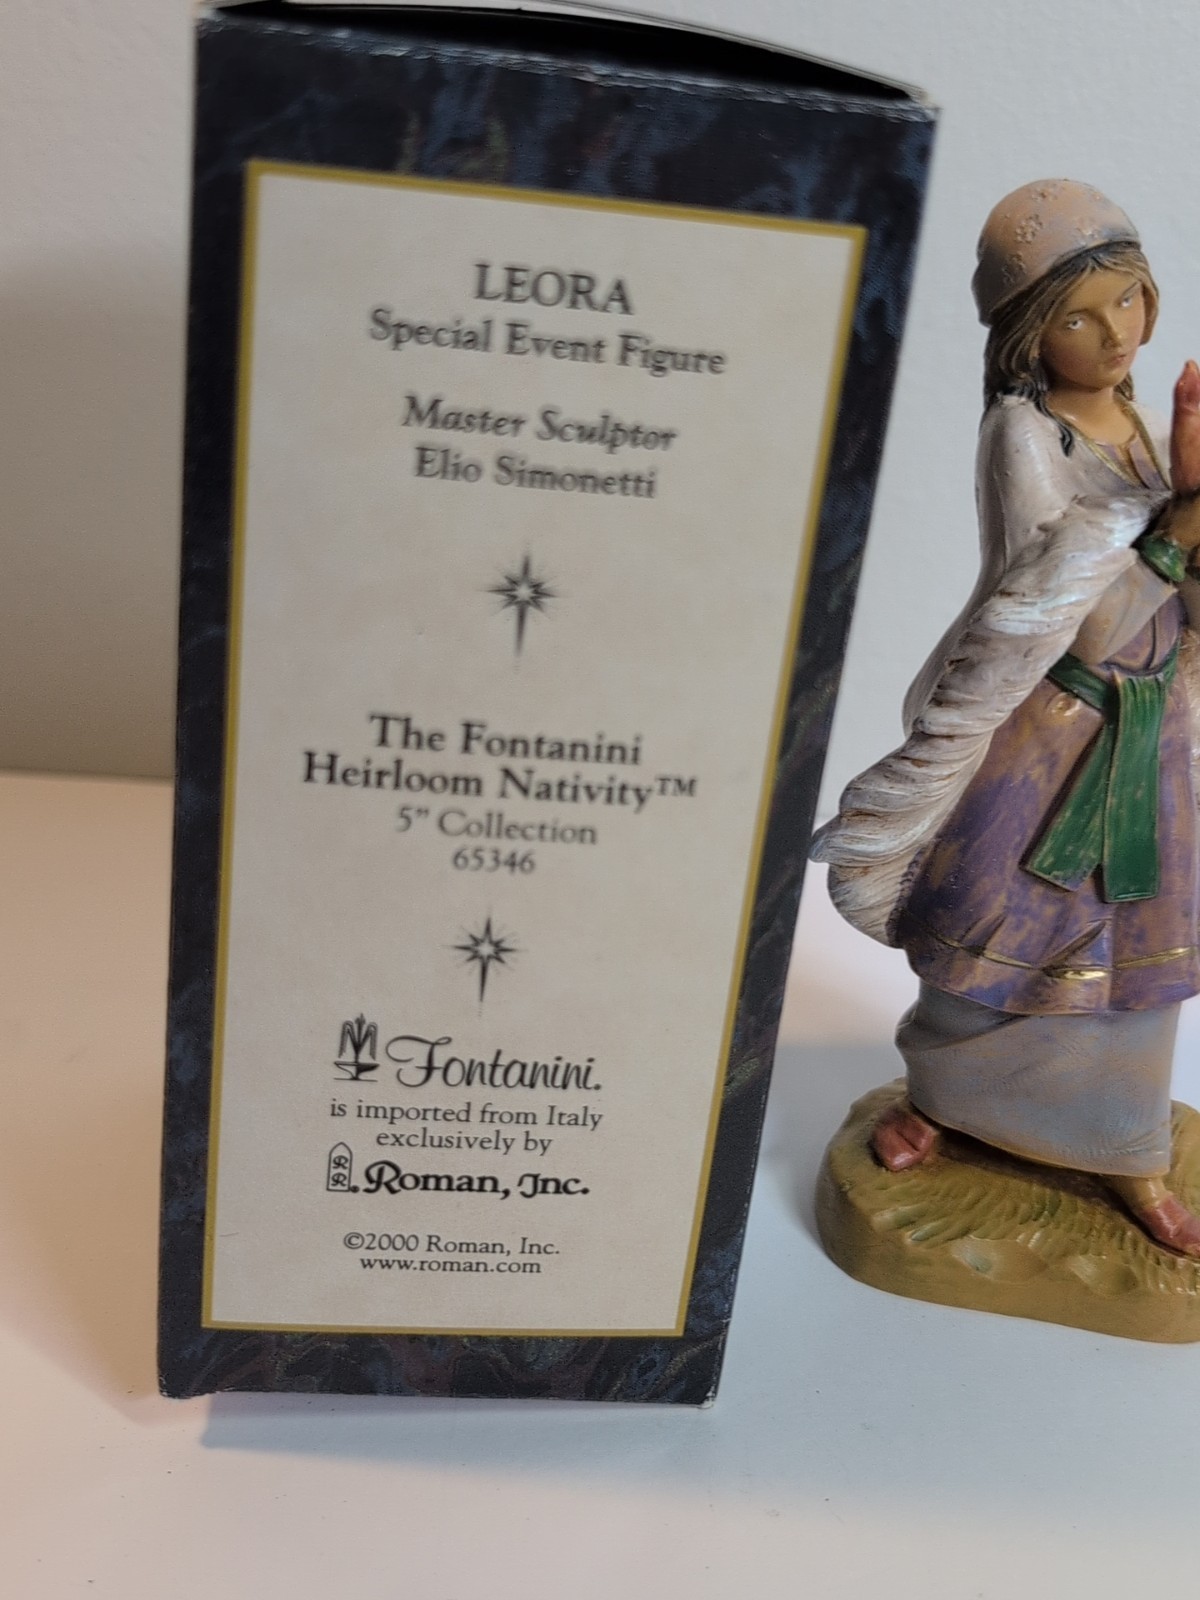 LEORA
Special Event Figure
Master Sculptor
Elio Simonetti
The Fontanini
Heirloom Nativity™
5" Collection
65346
Fontanini.
is imported from Italy
exclusively by
RR. Roman, Inc.
©2000 Roman, Inc.
www.roman.com